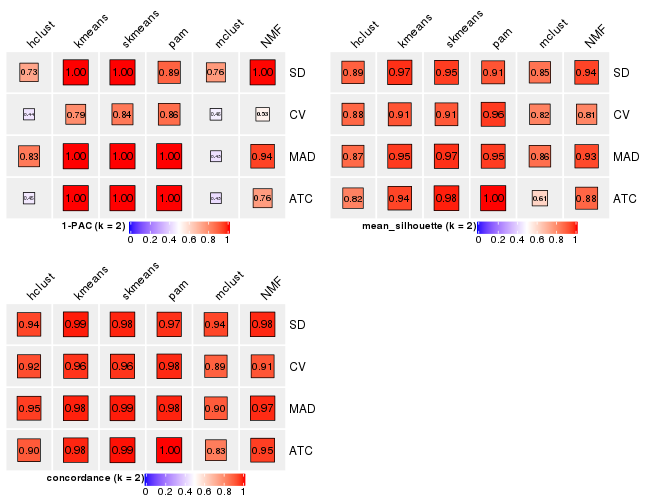 hclust kmeans skmeans pam mclust NMF
0.73 1.00 1.00 0.89 0.76 1.00 SD
0.44 0.79 0.84 0.86 0.53 CV
0.83 1.00 1.00 1.00 0.43 0.94 MAD
0.45 1.00 1.00 1.00 0.43 0.76 ATC
1-PAC (k = 2)
0 0.2 0.4 0.6 0.8 1
hclust kmeans skmeans pam mclust NMF
0.89 0.97 0.95 0.91 0.85 0.94 SD
0.88 0.91 0.91 0.96 0.82 0.81 CV
0.87 0.95 0.97 0.95 0.86 0.93 MAD
0.82 0.94 0.98 1.00 0.61 0.88 ATC
mean_silhouette (k = 2)
0 0.2 0.4 0.6 0.8 1
hclust kmeans skmeans pam mclust NMF
0.94 0.99 0.98 0.97 0.94 0.98 SD
0.92 0.96 0.96 0.98 0.89 0.91 CV
0.95 0.98 0.99 0.98 0.90 0.97 MAD
0.90 0.98 0.99 1.00 0.83 0.95 ATC
concordance (k = 2)
0 0.2 0.4 0.6 0.8 1